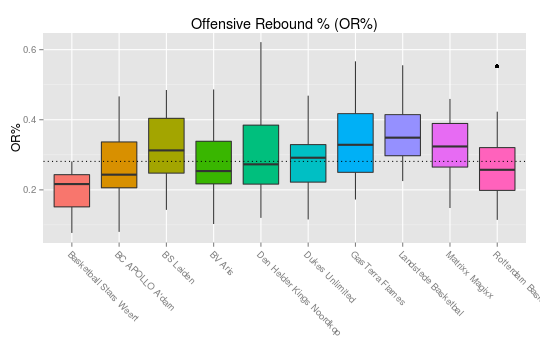 Offensive Rebound % (OR%)
OR%
0.6
0.4
0.2
Basketball Stars Weert
BC APOLLO A'dam
BS Leiden
BV Aris
Den Helder Kings Noordkop
Dukes Unlimited
GasTerra Flames
Landstede Basketbal
Matrixx Magixx
Rotterdam Bas